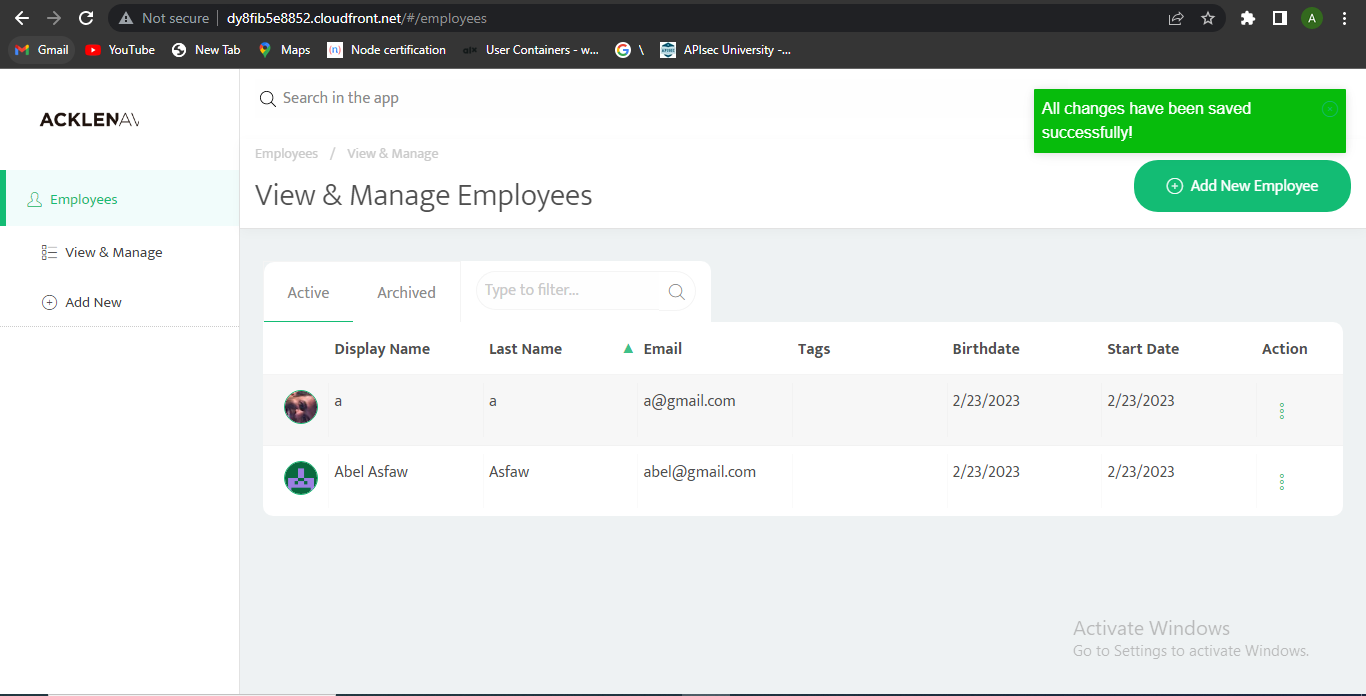 Not secure dy8fib5e8852.cloudfront.net/#/employees A
Gmail YouTube New Tab Maps (n) Node certification alx User Containers - w... \ APIsec University -...
ACKLENAV
Search in the app
All changes have been saved
successfully!
Employees / View & Manage
View & Manage Employees
Add New Employee
Employees
View & Manage
Add New
Active Archived Type to filter...
Display Name Last Name Email Tags Birthdate Start Date Action
a a a@gmail.com 2/23/2023 2/23/2023
Abel Asfaw Asfaw abel@gmail.com 2/23/2023 2/23/2023
Activate Windows
Go to Settings to activate Windows.